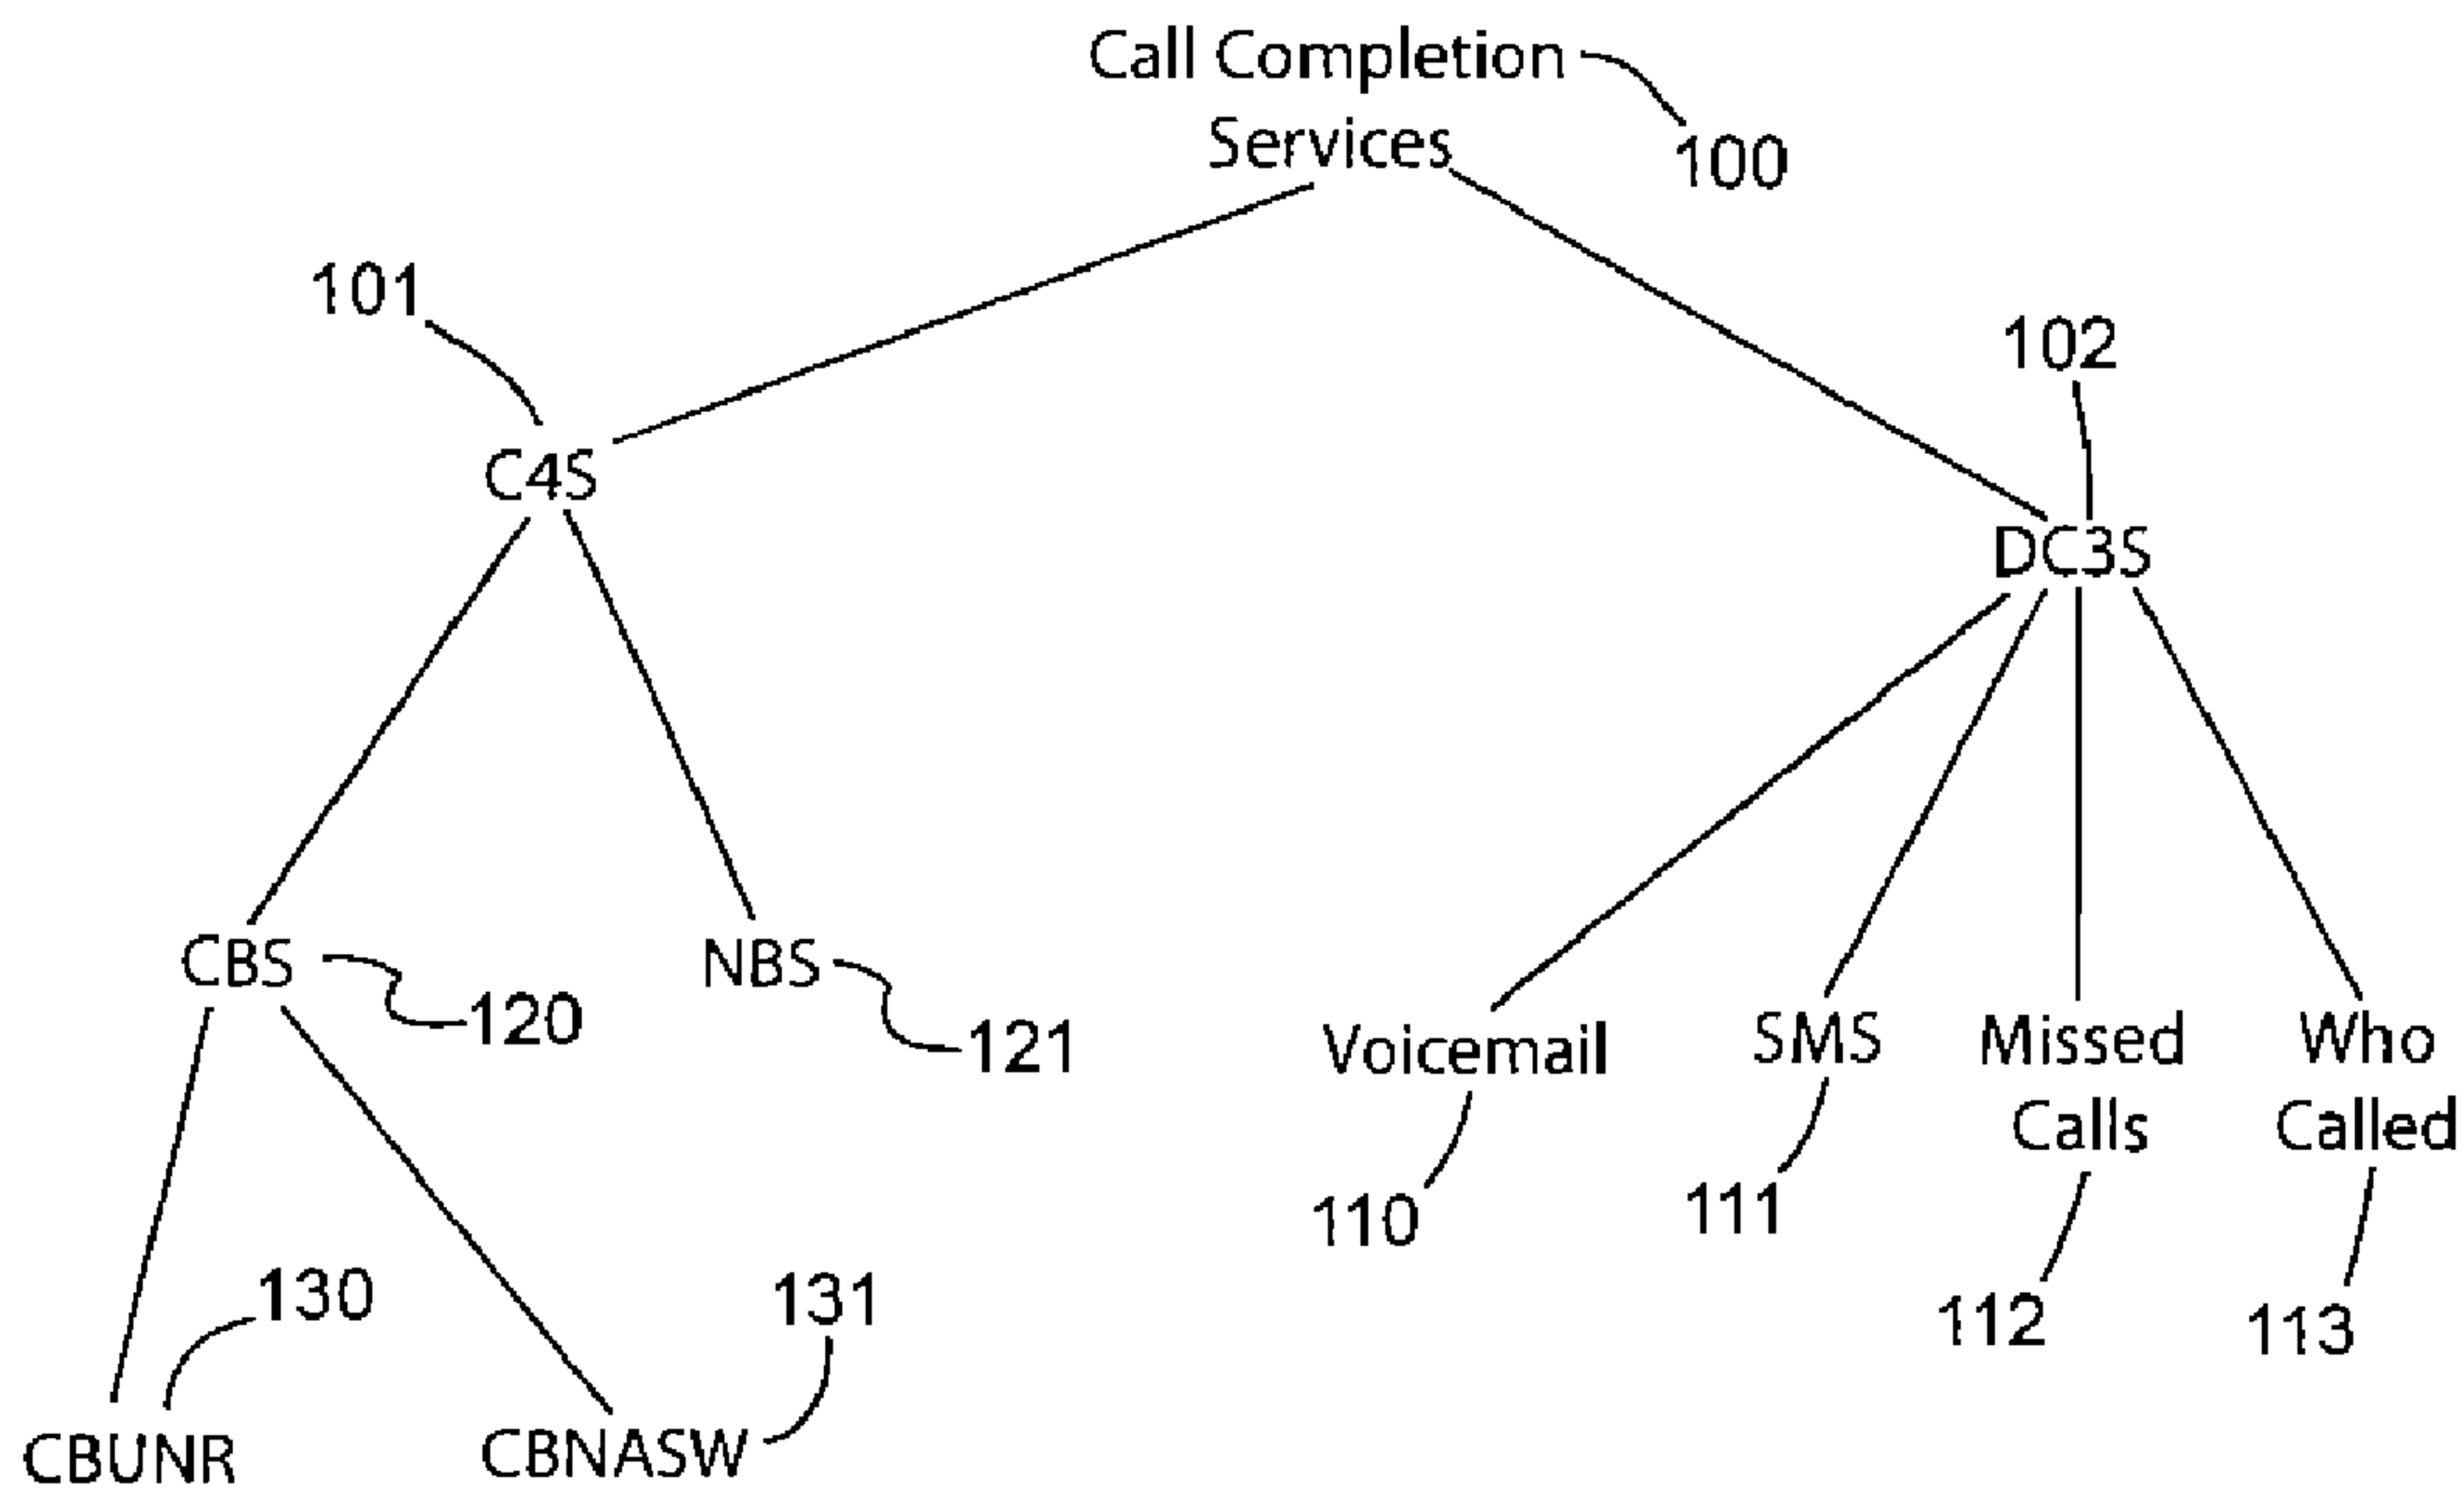 Call Completion
Services
100
101
102
C4S
DC3S
CBS
NBS
120
121
Voicemail
SMS
Missed
Calls
Who
Called
110
111
112
113
130
131
CBUNR
CBNASW